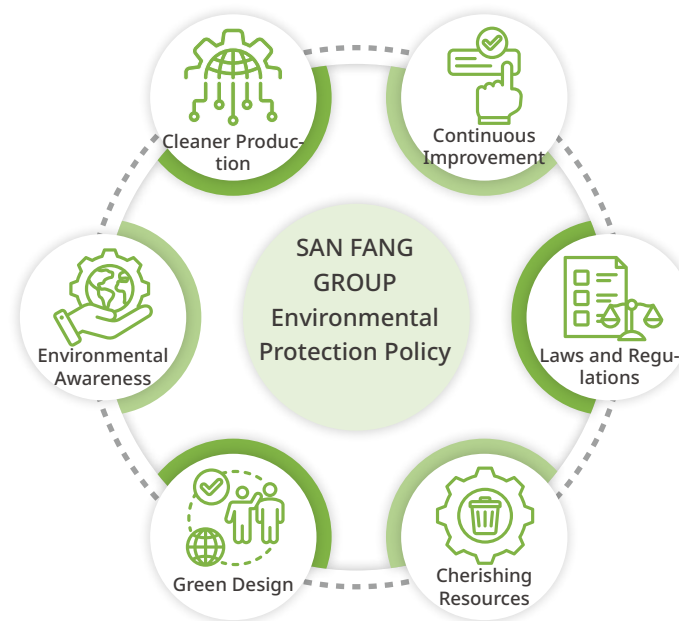 Cleaner Produc-
tion
Continuous
Improvement
SAN FANG
GROUP
Environmental
Protection Policy
Environmental
Awareness
Laws and Regu-
lations
Green Design
Cherishing
Resources